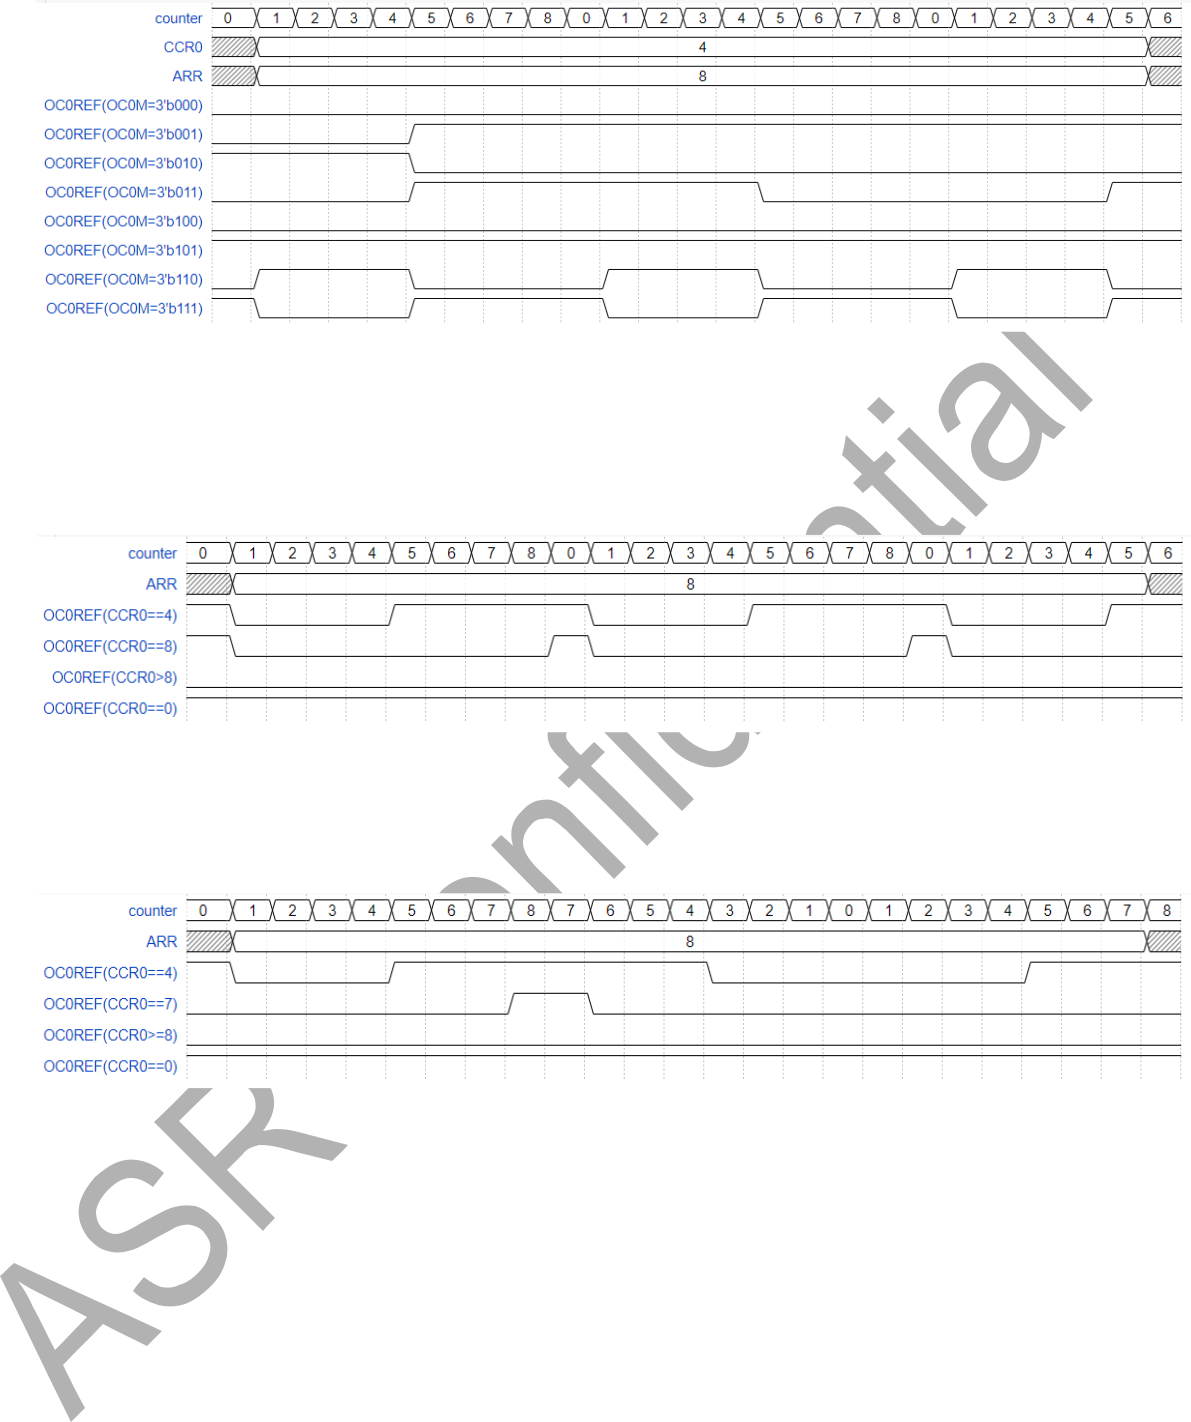 counter 0 1 2 3 4 5 6 7 8 0 1 2 3 4 5 6 7 8 0 1 2 3 4 5 6
CCR0 4
ARR 8
OC0REF(OC0M=3'b000)
OC0REF(OC0M=3'b001)
OC0REF(OC0M=3'b010)
OC0REF(OC0M=3'b011)
OC0REF(OC0M=3'b100)
OC0REF(OC0M=3'b101)
OC0REF(OC0M=3'b110)
OC0REF(OC0M=3'b111)
counter 0 1 2 3 4 5 6 7 8 0 1 2 3 4 5 6 7 8 0 1 2 3 4 5 6
ARR 8
OC0REF(CCR0==4)
OC0REF(CCR0==8)
OC0REF(CCR0>8)
OC0REF(CCR0==0)
counter 0 1 2 3 4 5 6 7 8 7 6 5 4 3 2 1 0 1 2 3 4 5 6 7 8
ARR 8
OC0REF(CCR0==4)
OC0REF(CCR0==7)
OC0REF(CCR0>=8)
OC0REF(CCR0==0)
ASR